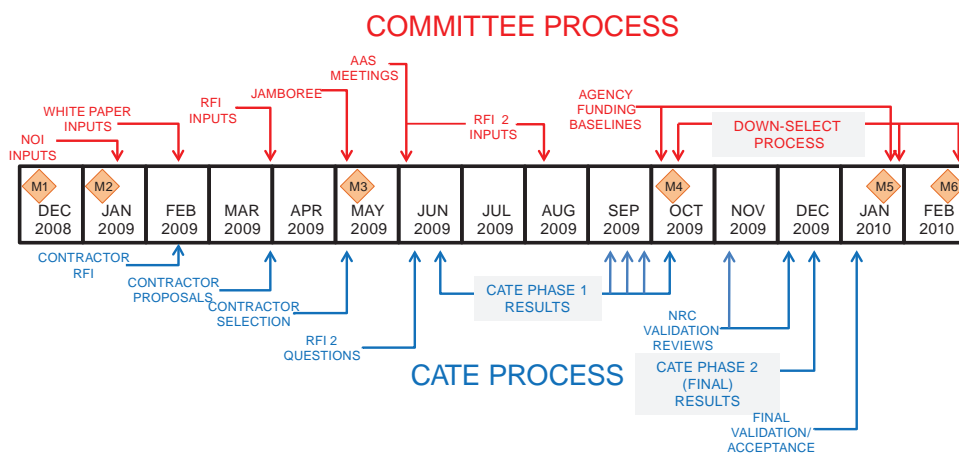 COMMITTEE PROCESS
AAS
MEETINGS
RFI
INPUTS
JAMBOREE
AGENCY
FUNDING
BASELINES
WHITE PAPER
INPUTS
RFI 2
INPUTS
DOWN-SELECT
PROCESS
NOI
INPUTS
M1
M2
M3
M4
M5
M6
DEC
2008
JAN
2009
FEB
2009
MAR
2009
APR
2009
MAY
2009
JUN
2009
JUL
2009
AUG
2009
SEP
2009
OCT
2009
NOV
2009
DEC
2009
JAN
2010
FEB
2010
CONTRACTOR
RFI
CONTRACTOR
PROPOSALS
CONTRACTOR
SELECTION
RFI 2
QUESTIONS
CATE PHASE 1
RESULTS
NRC
VALIDATION
REVIEWS
CATE PROCESS
CATE PHASE 2
(FINAL)
RESULTS
FINAL
VALIDATION/
ACCEPTANCE